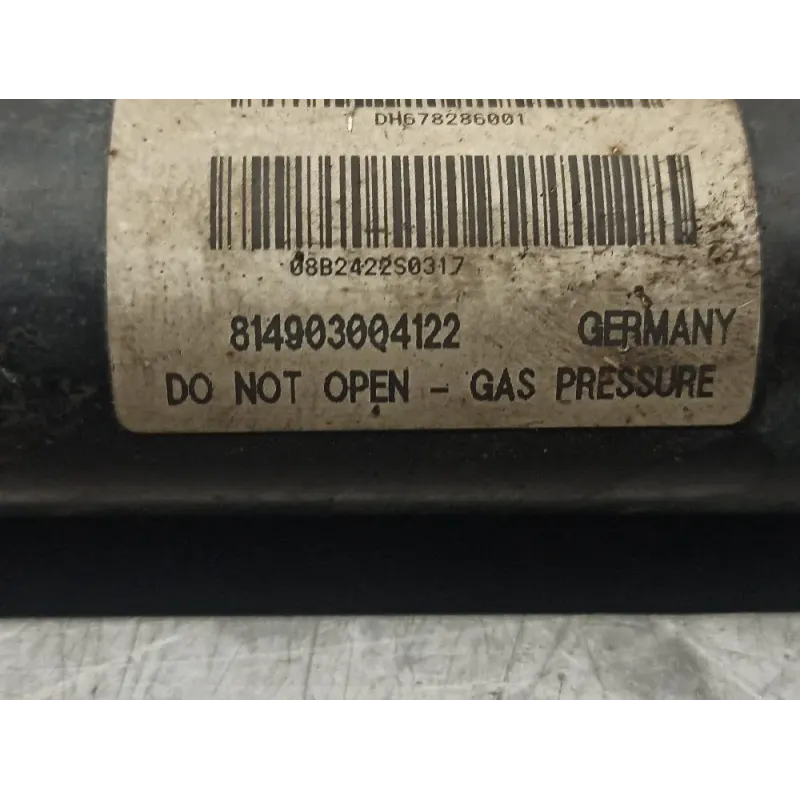 DH678286001
08B2422S0317
814903004122 GERMANY
DO NOT OPEN - GAS PRESSURE